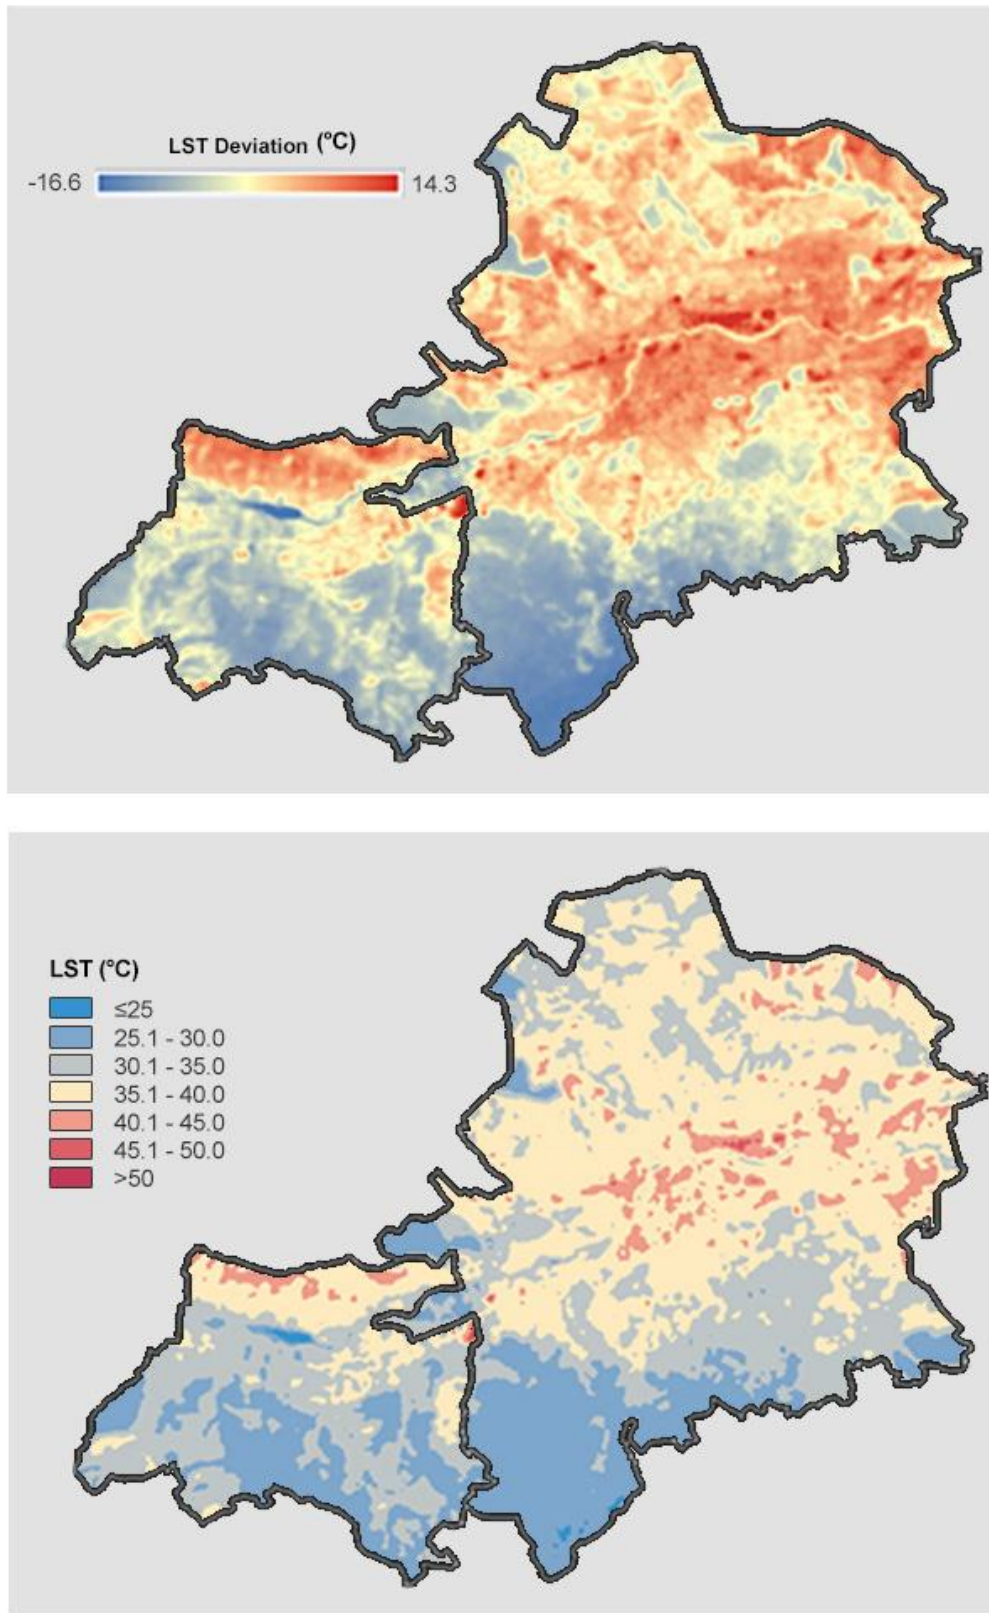 LST Deviation (°C)
-16.6 14.3
LST (°C)
≤25
25.1 - 30.0
30.1 - 35.0
35.1 - 40.0
40.1 - 45.0
45.1 - 50.0
>50